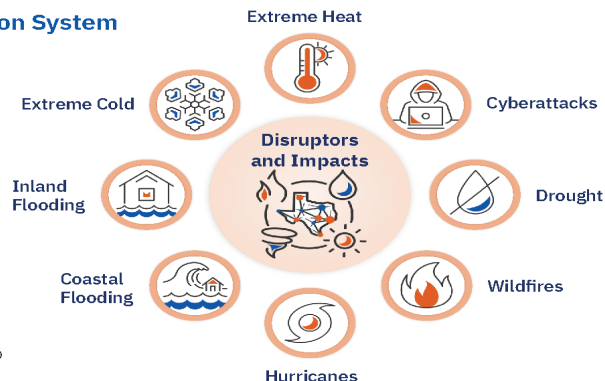 on System
Extreme Heat
Extreme Cold
Cyberattacks
Disruptors
and Impacts
Inland
Flooding
Drought
Coastal
Flooding
Wildfires
Hurricanes